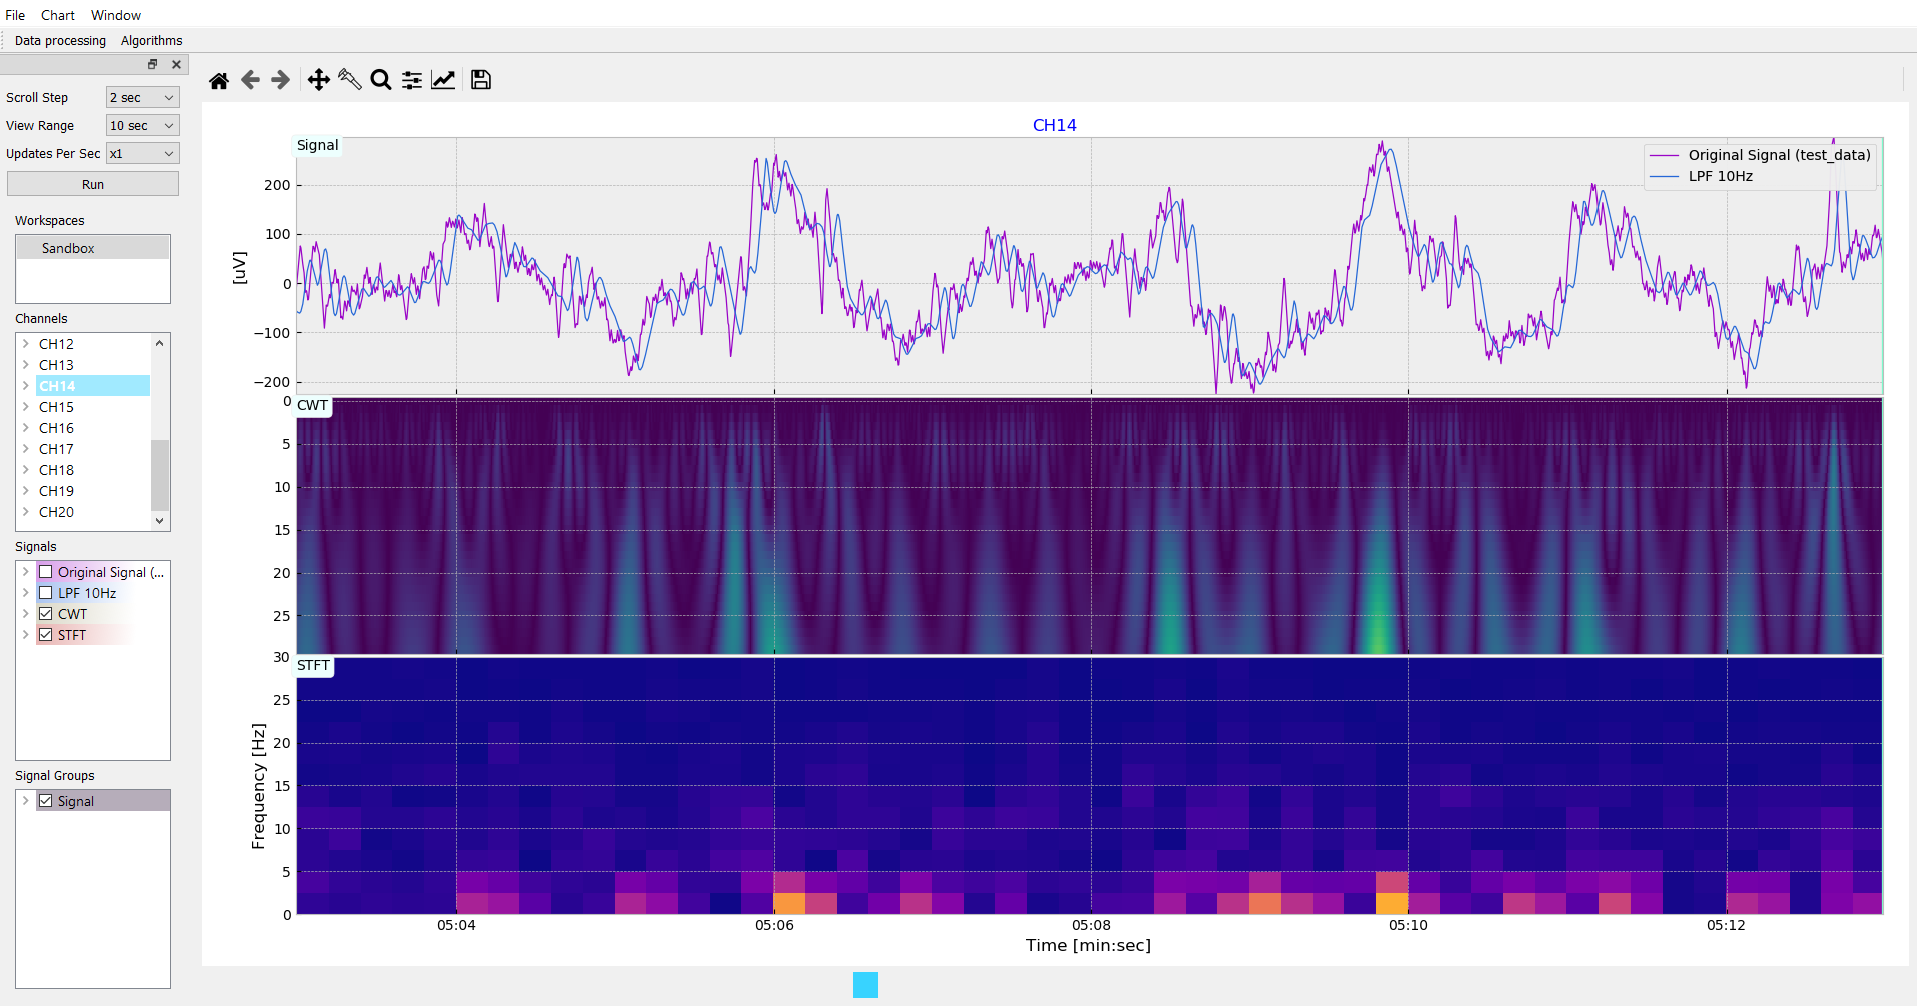 File Chart Window
Data processing Algorithms
Scroll Step 2 sec
View Range 10 sec
Updates Per Sec x1
Run
Workspaces
Sandbox
Channels
CH12
CH13
CH14
CH15
CH16
CH17
CH18
CH19
CH20
Signals
Original Signal (...
LPF 10Hz
CWT
STFT
Signal Groups
Signal
CH14
Signal
Original Signal (test_data)
LPF 10Hz
[uV]
200
100
0
−100
−200
CWT
0
5
10
15
20
25
30
STFT
Frequency [Hz]
25
20
15
10
5
0
05:04 05:06 05:08 05:10 05:12
Time [min:sec]